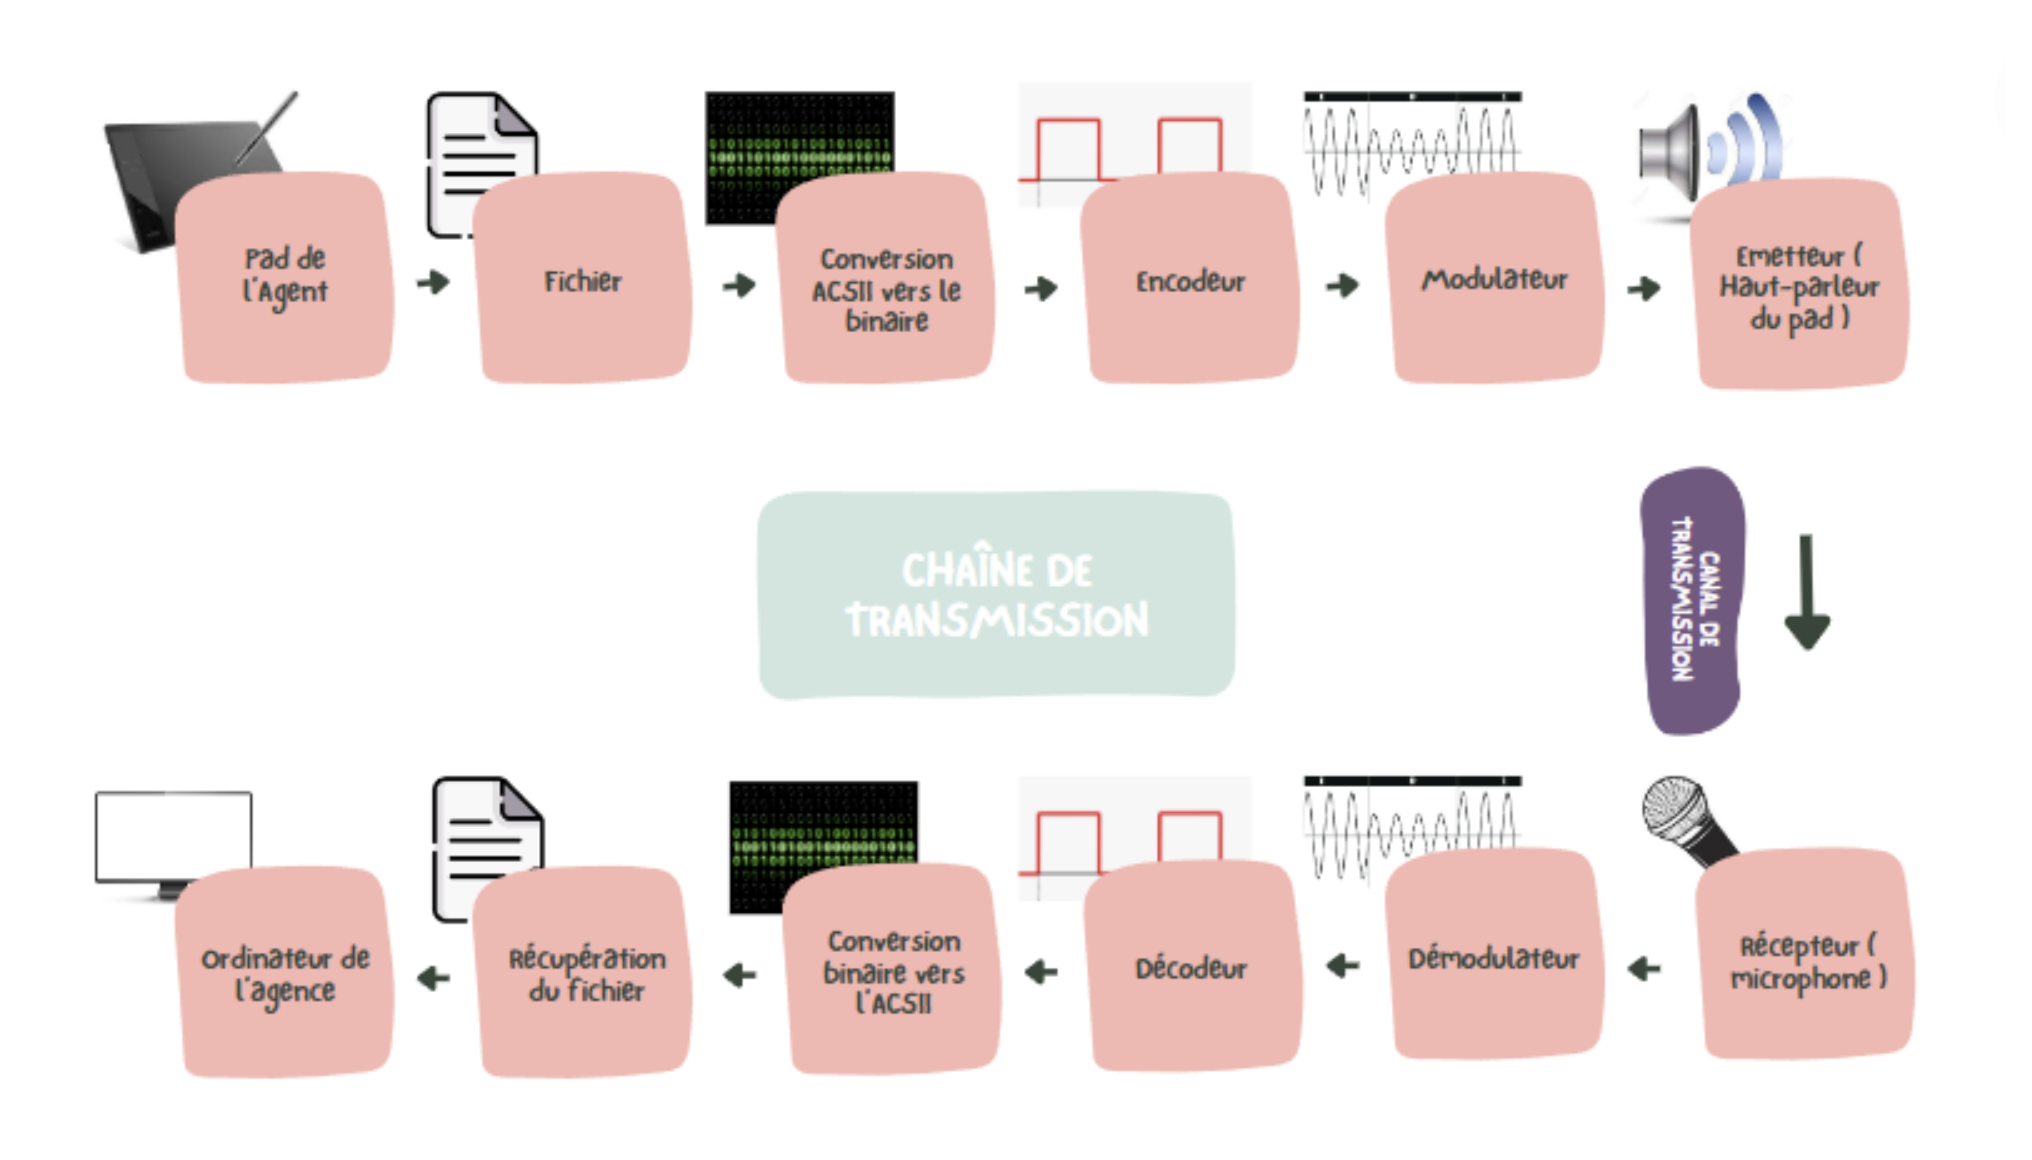 Pad de
l'Agent
Fichier
Conversion
ACSII vers le
binaire
Encodeur
Modulateur
Emetteur (
Haut-parleur
du pad )
CHAÎNE DE
TRANSMISSION
CANAL DE
TRANSMISSION
Ordinateur de
l'agence
Récupération
du fichier
Conversion
binaire vers
l'ACSII
Décodeur
Démodulateur
Récepteur (
microphone )